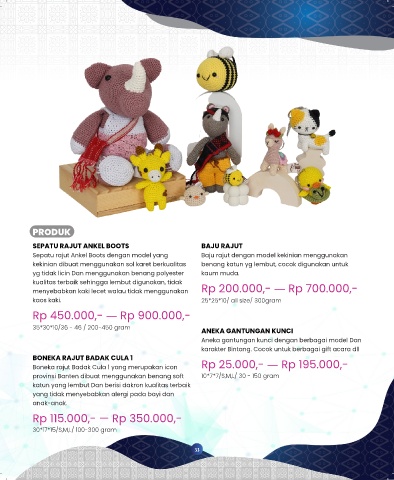 PRODUK
SEPATU RAJUT ANKEL BOOTS
Sepatu rajut Ankel Boots dengan model yang
kekinian dibuat menggunakan sol karet berkualitas
yg tidak licin Dan menggunakan benang polyester
kualitas terbaik sehingga lembut digunakan, tidak
menyebabkan kaki lecet walau tidak menggunakan
kaos kaki.
Rp 450.000,- — Rp 900.000,-
35*30*10/36 - 46 / 200-450 gram
BONEKA RAJUT BADAK CULA 1
Boneka rajut Badak Cula 1 yang merupakan icon
provinsi Banten dibuat menggunakan benang soft
katun yang lembut Dan berisi dakron kualitas terbaik
yang tidak menyebabkan alergi pada bayi dan
anak-anak.
Rp 115.000,- — Rp 350.000,-
30*17*15/S,M,L/ 100-300 gram
BAJU RAJUT
Baju rajut dengan model kekinian menggunakan
benang katun yg lembut, cocok digunakan untuk
kaum muda.
Rp 200.000,- — Rp 700.000,-
25*25*10/ all size/ 300gram
ANEKA GANTUNGAN KUNCI
Aneka gantungan kunci dengan berbagai model Dan
karakter Bintang. Cocok untuk berbagai gift acara dll
Rp 25.000,- — Rp 195.000,-
10*7*7/S,M,L/ 30 - 150 gram